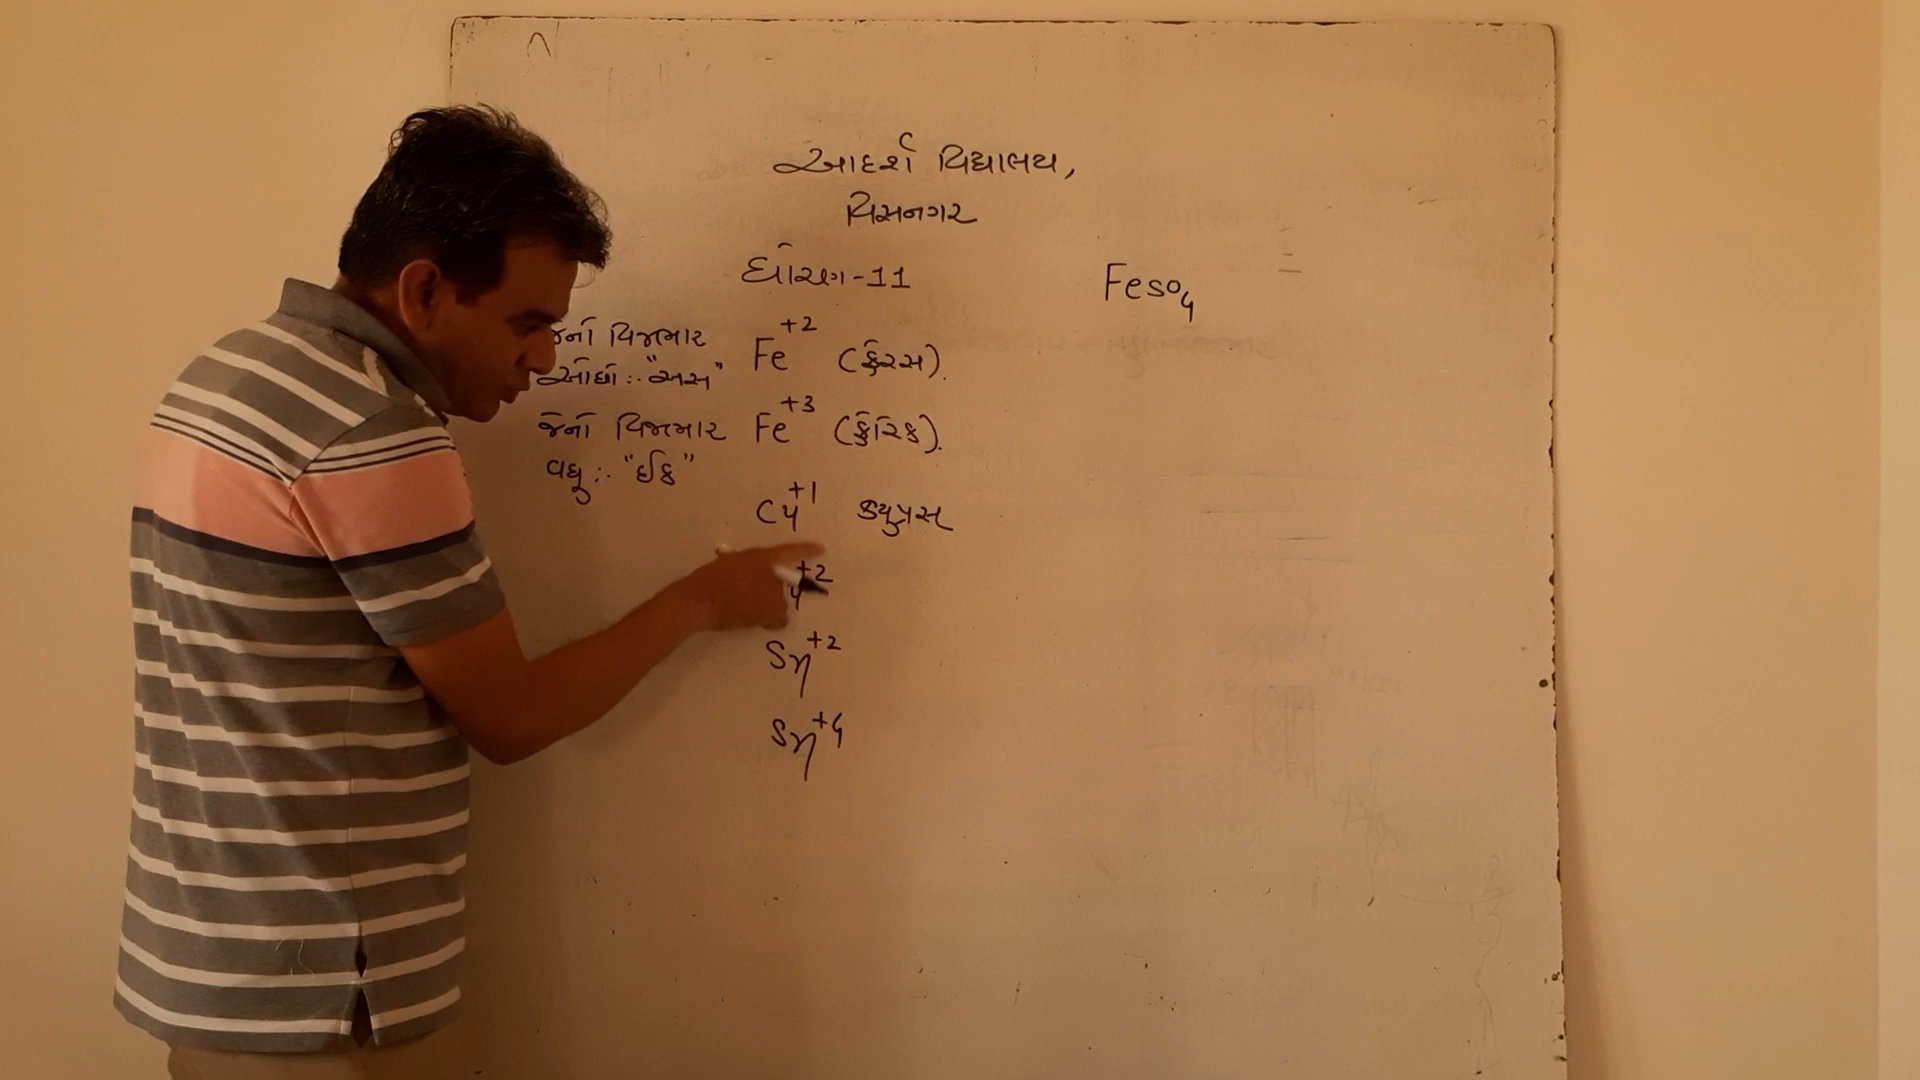 આદર્શ વિદ્યાલય,
વિસનગર
ધોરણ-11
FeSO4
જેનો વિજભાર
ઓછો :- "અસ"
Fe+2 (ફેરસ).
જેનો વિજભાર
વધુ :- "ઈક"
Fe+3 (ફેરિક).
Cu+1 ક્યુપ્રસ
u+2
Sn+2
Sn+4